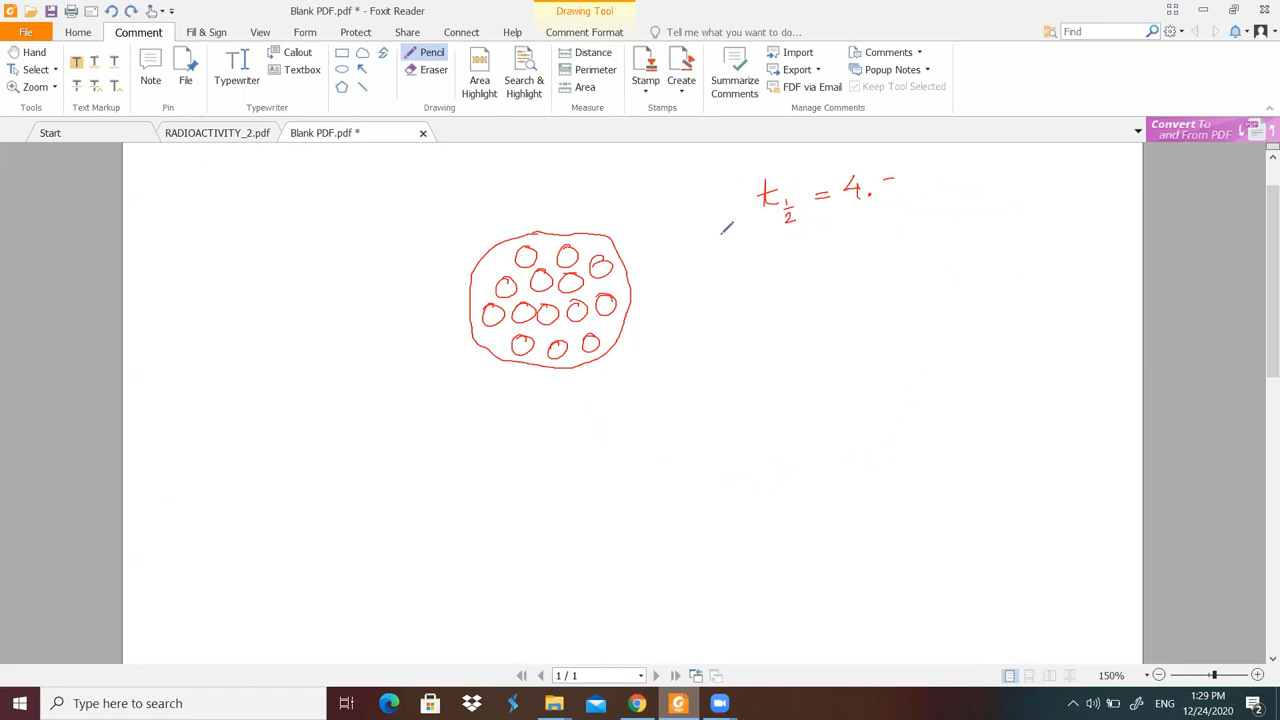 Blank PDF.pdf * - Foxit Reader
Drawing Tool
File Home Comment View Form Protect Share Connect Help Fill & Sign Comment Format Tell me what you want to do... Find
Hand
Select
Zoom
Tools
T T T
T T T
Text Markup
Note
File
Pin
Typewriter
Callout
Textbox
Typewriter
Pencil
Eraser
Drawing
Area Highlight
Search & Highlight
Distance
Perimeter
Area
Measure
Stamp
Create
Stamps
Summarize Comments
Import
Export
FDF via Email
Comments
Popup Notes
Keep Tool Selected
Manage Comments
Start
RADIOACTIVITY_2.pdf
Blank PDF.pdf *
Convert To
and From PDF
PDF
t 1/2 = 4.
1 / 1
150%
Type here to search
ENG
1:29 PM
12/24/2020
2